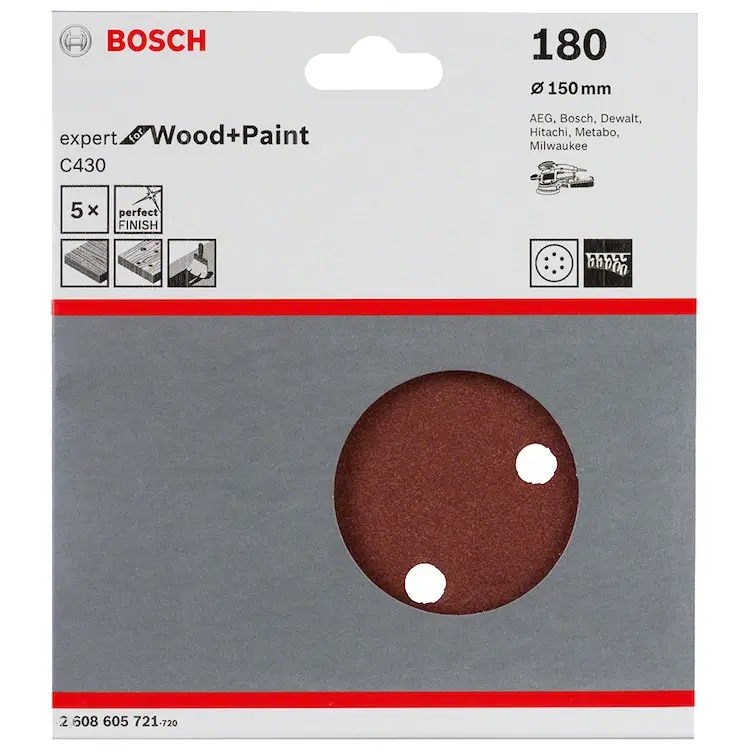 BOSCH
expert for Wood+Paint
C430
5×
perfect
FINISH
180
Ø 150 mm
AEG, Bosch, Dewalt,
Hitachi, Metabo,
Milwaukee
2 608 605 721-720